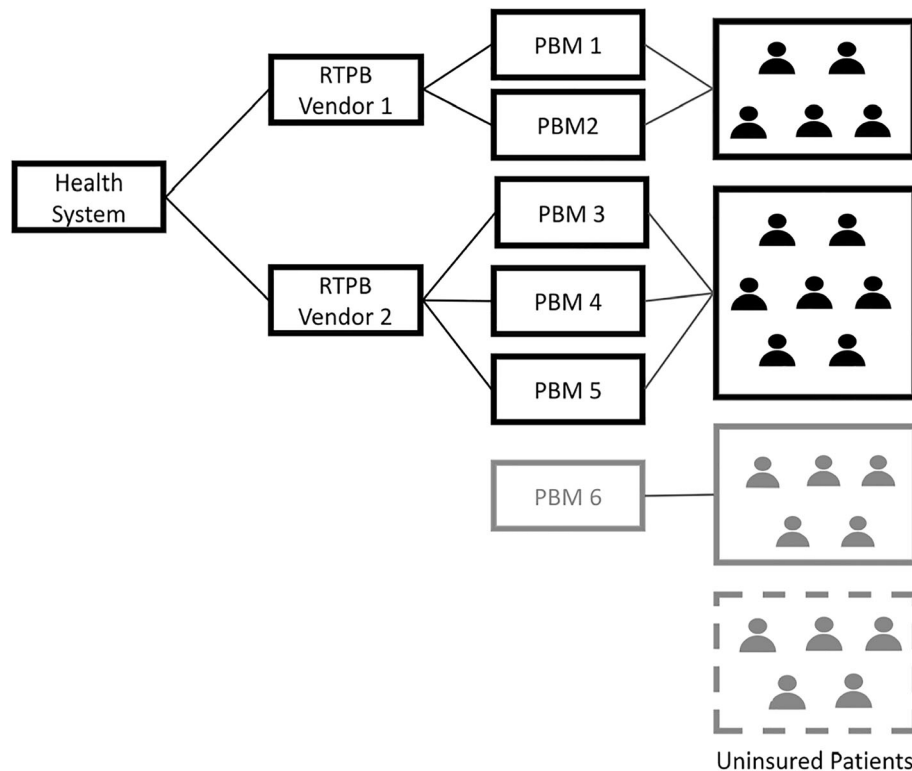 PBM 1
RTPB
Vendor 1
PBM2
Health
System
PBM 3
RTPB
Vendor 2
PBM 4
PBM 5
PBM 6
Uninsured Patients